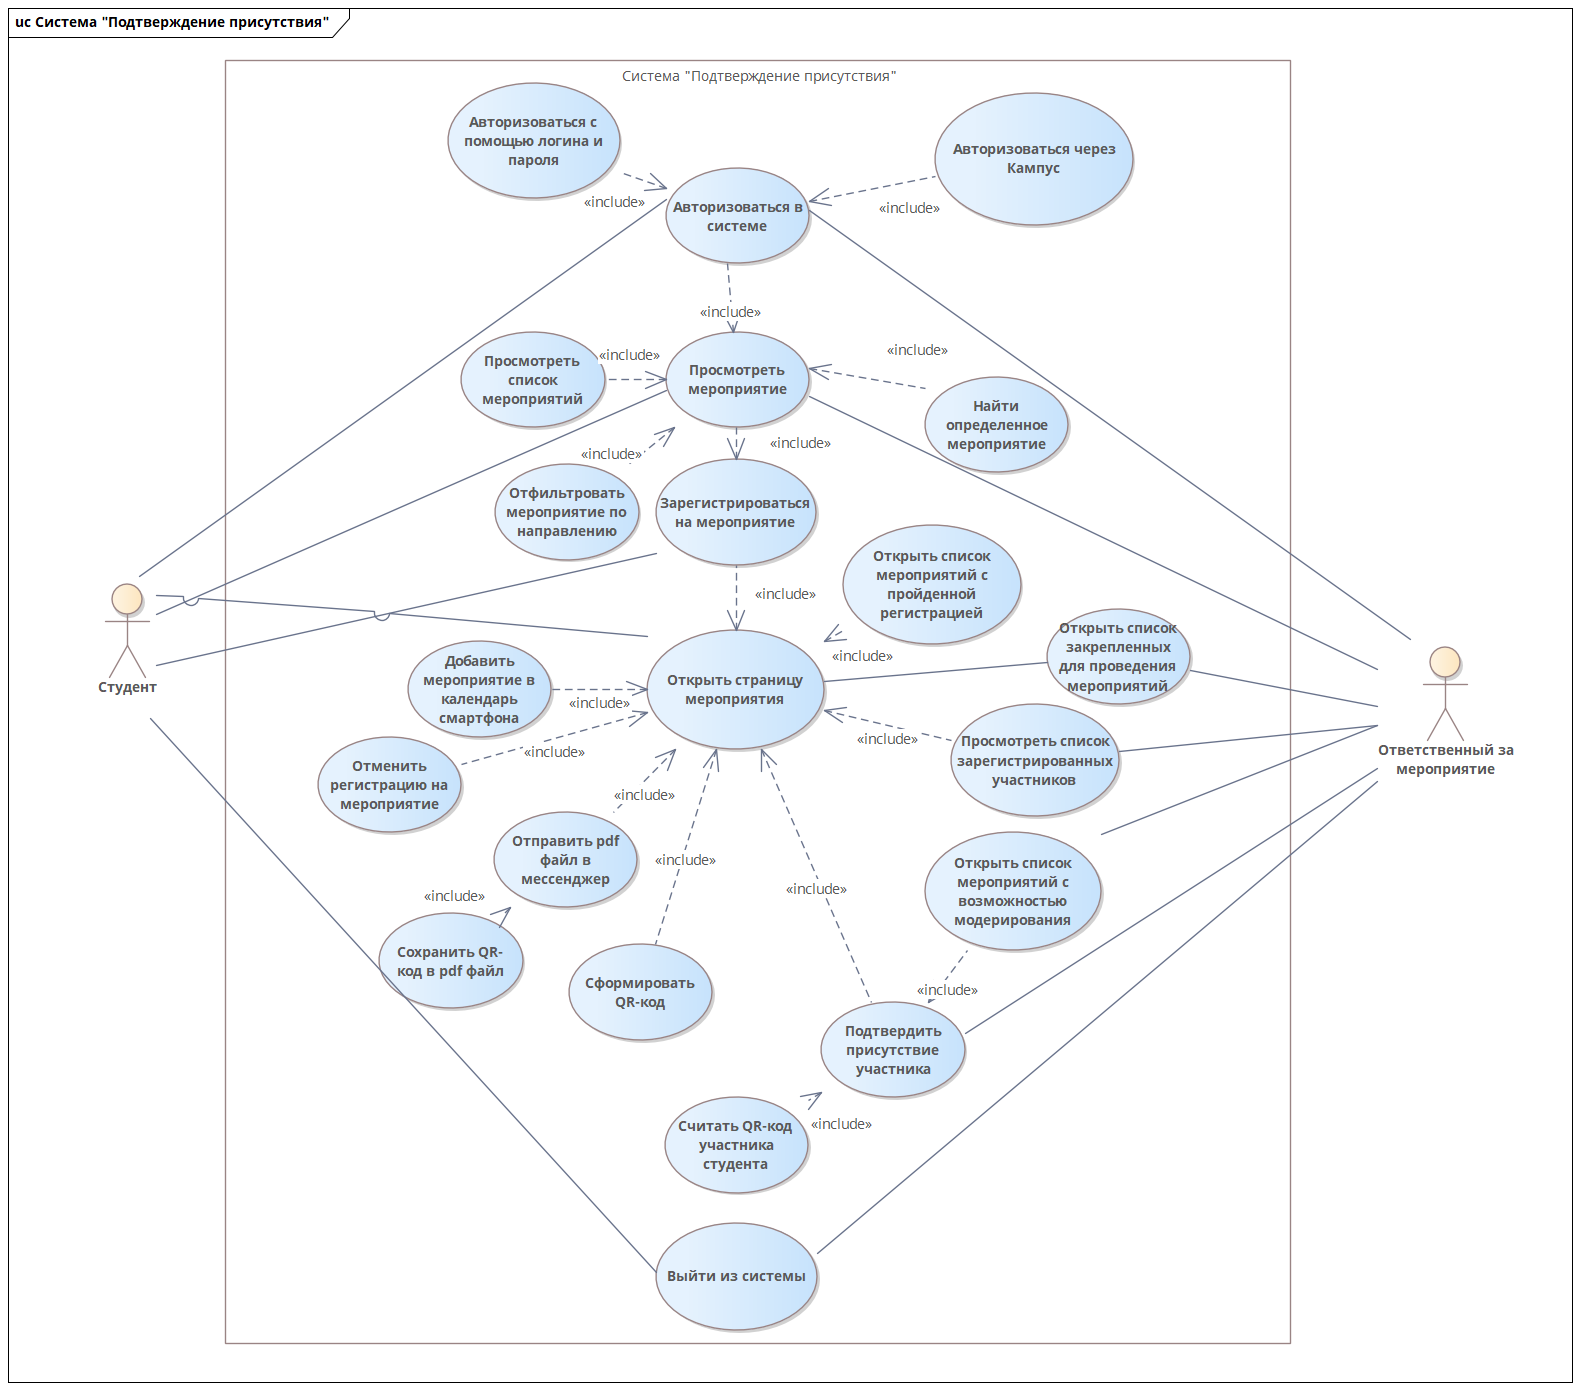 uc Система "Подтверждение присутствия"
Система "Подтверждение присутствия"
Авторизоваться с
помощью логина и
пароля
Авторизоваться через
Кампус
«include»
«include»
Авторизоваться в
системе
«include»
Просмотреть
список
мероприятий
«include»
Просмотреть
мероприятие
«include»
Найти
определенное
мероприятие
«include»
«include»
Отфильтровать
мероприятие по
направлению
Зарегистрироваться
на мероприятие
Открыть список
мероприятий с
пройденной
регистрацией
«include»
«include»
Открыть список
закрепленных
для проведения
мероприятий
Студент
Добавить
мероприятие в
календарь
смартфона
«include»
Открыть страницу
мероприятия
«include»
Просмотреть список
зарегистрированных
участников
Ответственный за
мероприятие
«include»
Отменить
регистрацию на
мероприятие
«include»
Отправить pdf
файл в
мессенджер
«include»
«include»
Открыть список
мероприятий с
возможностью
модерирования
«include»
Сохранить QR-
код в pdf файл
Сформировать
QR-код
«include»
Подтвердить
присутствие
участника
«include»
Считать QR-код
участника
студента
Выйти из системы